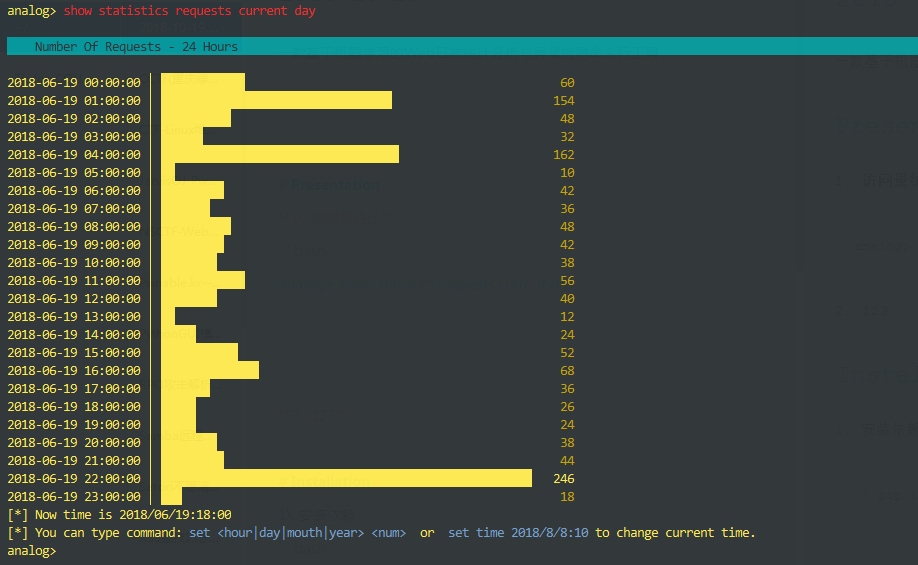 analog> show statistics requests current day
Number Of Requests - 24 Hours
2018-06-19 00:00:00 60
2018-06-19 01:00:00 154
2018-06-19 02:00:00 48
2018-06-19 03:00:00 32
2018-06-19 04:00:00 162
2018-06-19 05:00:00 10
2018-06-19 06:00:00 42
2018-06-19 07:00:00 36
2018-06-19 08:00:00 48
2018-06-19 09:00:00 42
2018-06-19 10:00:00 38
2018-06-19 11:00:00 56
2018-06-19 12:00:00 40
2018-06-19 13:00:00 12
2018-06-19 14:00:00 24
2018-06-19 15:00:00 52
2018-06-19 16:00:00 68
2018-06-19 17:00:00 36
2018-06-19 18:00:00 26
2018-06-19 19:00:00 24
2018-06-19 20:00:00 38
2018-06-19 21:00:00 44
2018-06-19 22:00:00 246
2018-06-19 23:00:00 18
[*] Now time is 2018/06/19:18:00
[*] You can type command: set <hour|day|mouth|year> <num> or set time 2018/8/8:10 to change current time.
analog>